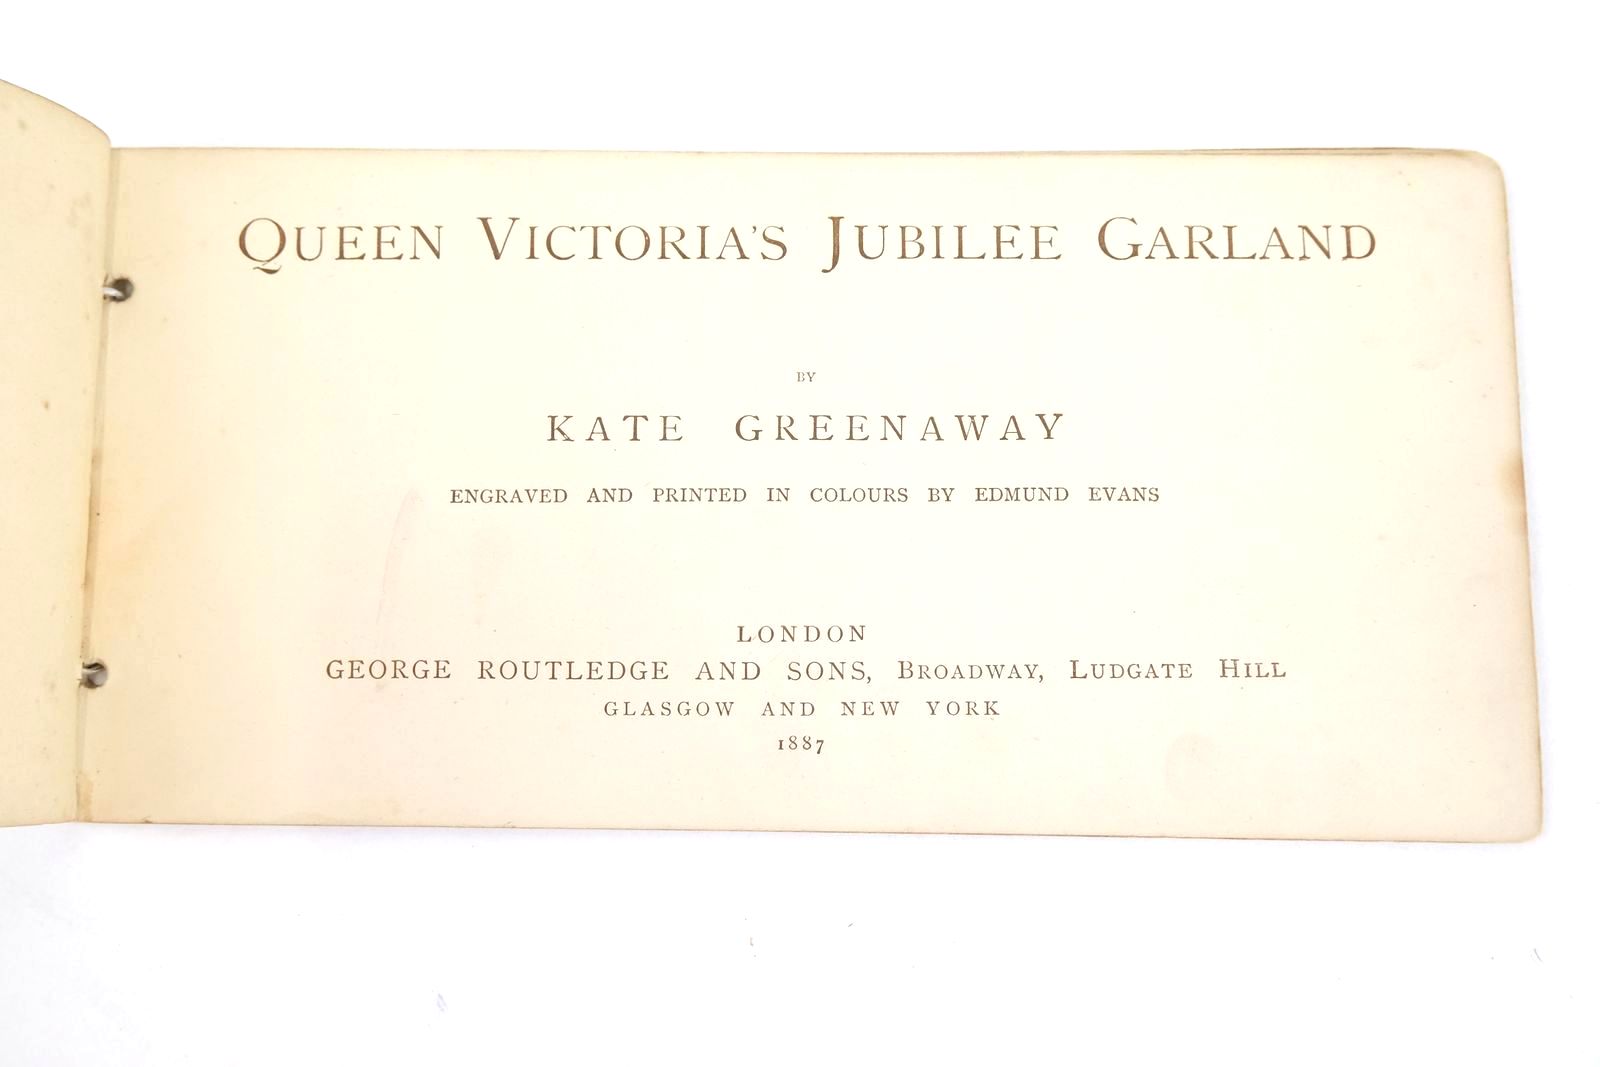 QUEEN VICTORIA'S JUBILEE GARLAND
BY
KATE GREENAWAY
ENGRAVED AND PRINTED IN COLOURS BY EDMUND EVANS
LONDON
GEORGE ROUTLEDGE AND SONS, BROADWAY, LUDGATE HILL
GLASGOW AND NEW YORK
1887